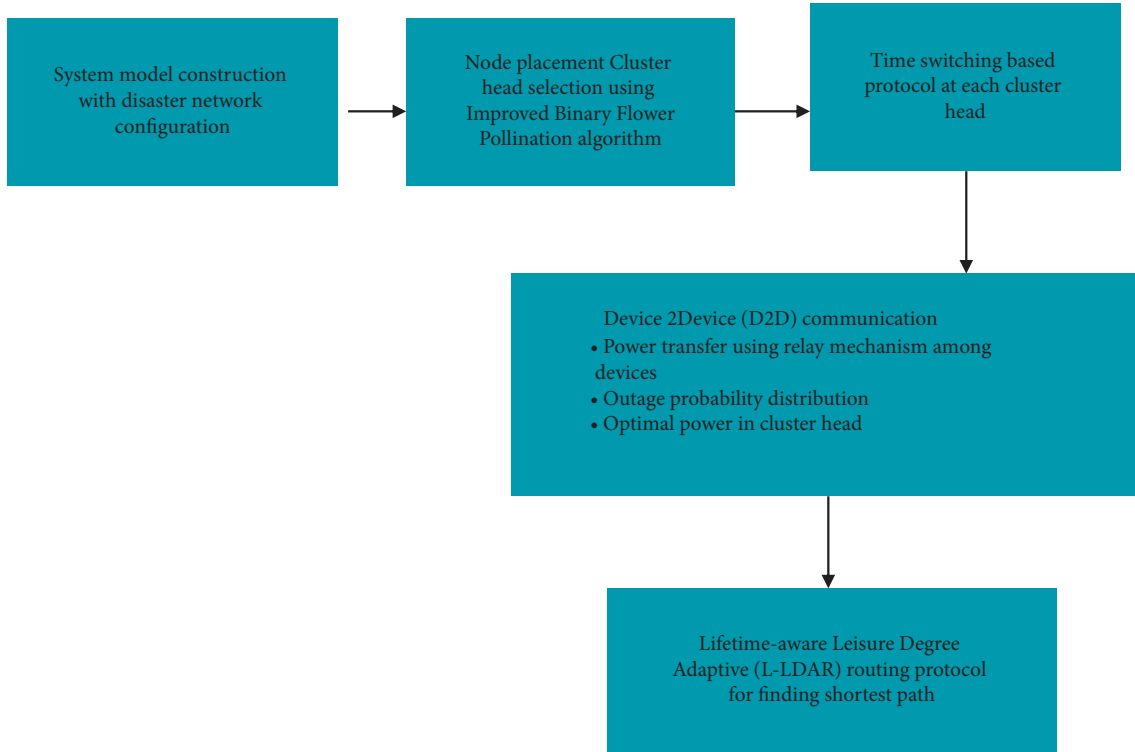 System model construction
with disaster network
configuration
Node placement Cluster
head selection using
Improved Binary Flower
Pollination algorithm
Time switching based
protocol at each cluster
head
Device 2Device (D2D) communication
• Power transfer using relay mechanism among
devices
• Outage probability distribution
• Optimal power in cluster head
Lifetime-aware Leisure Degree
Adaptive (L-LDAR) routing protocol
for finding shortest path